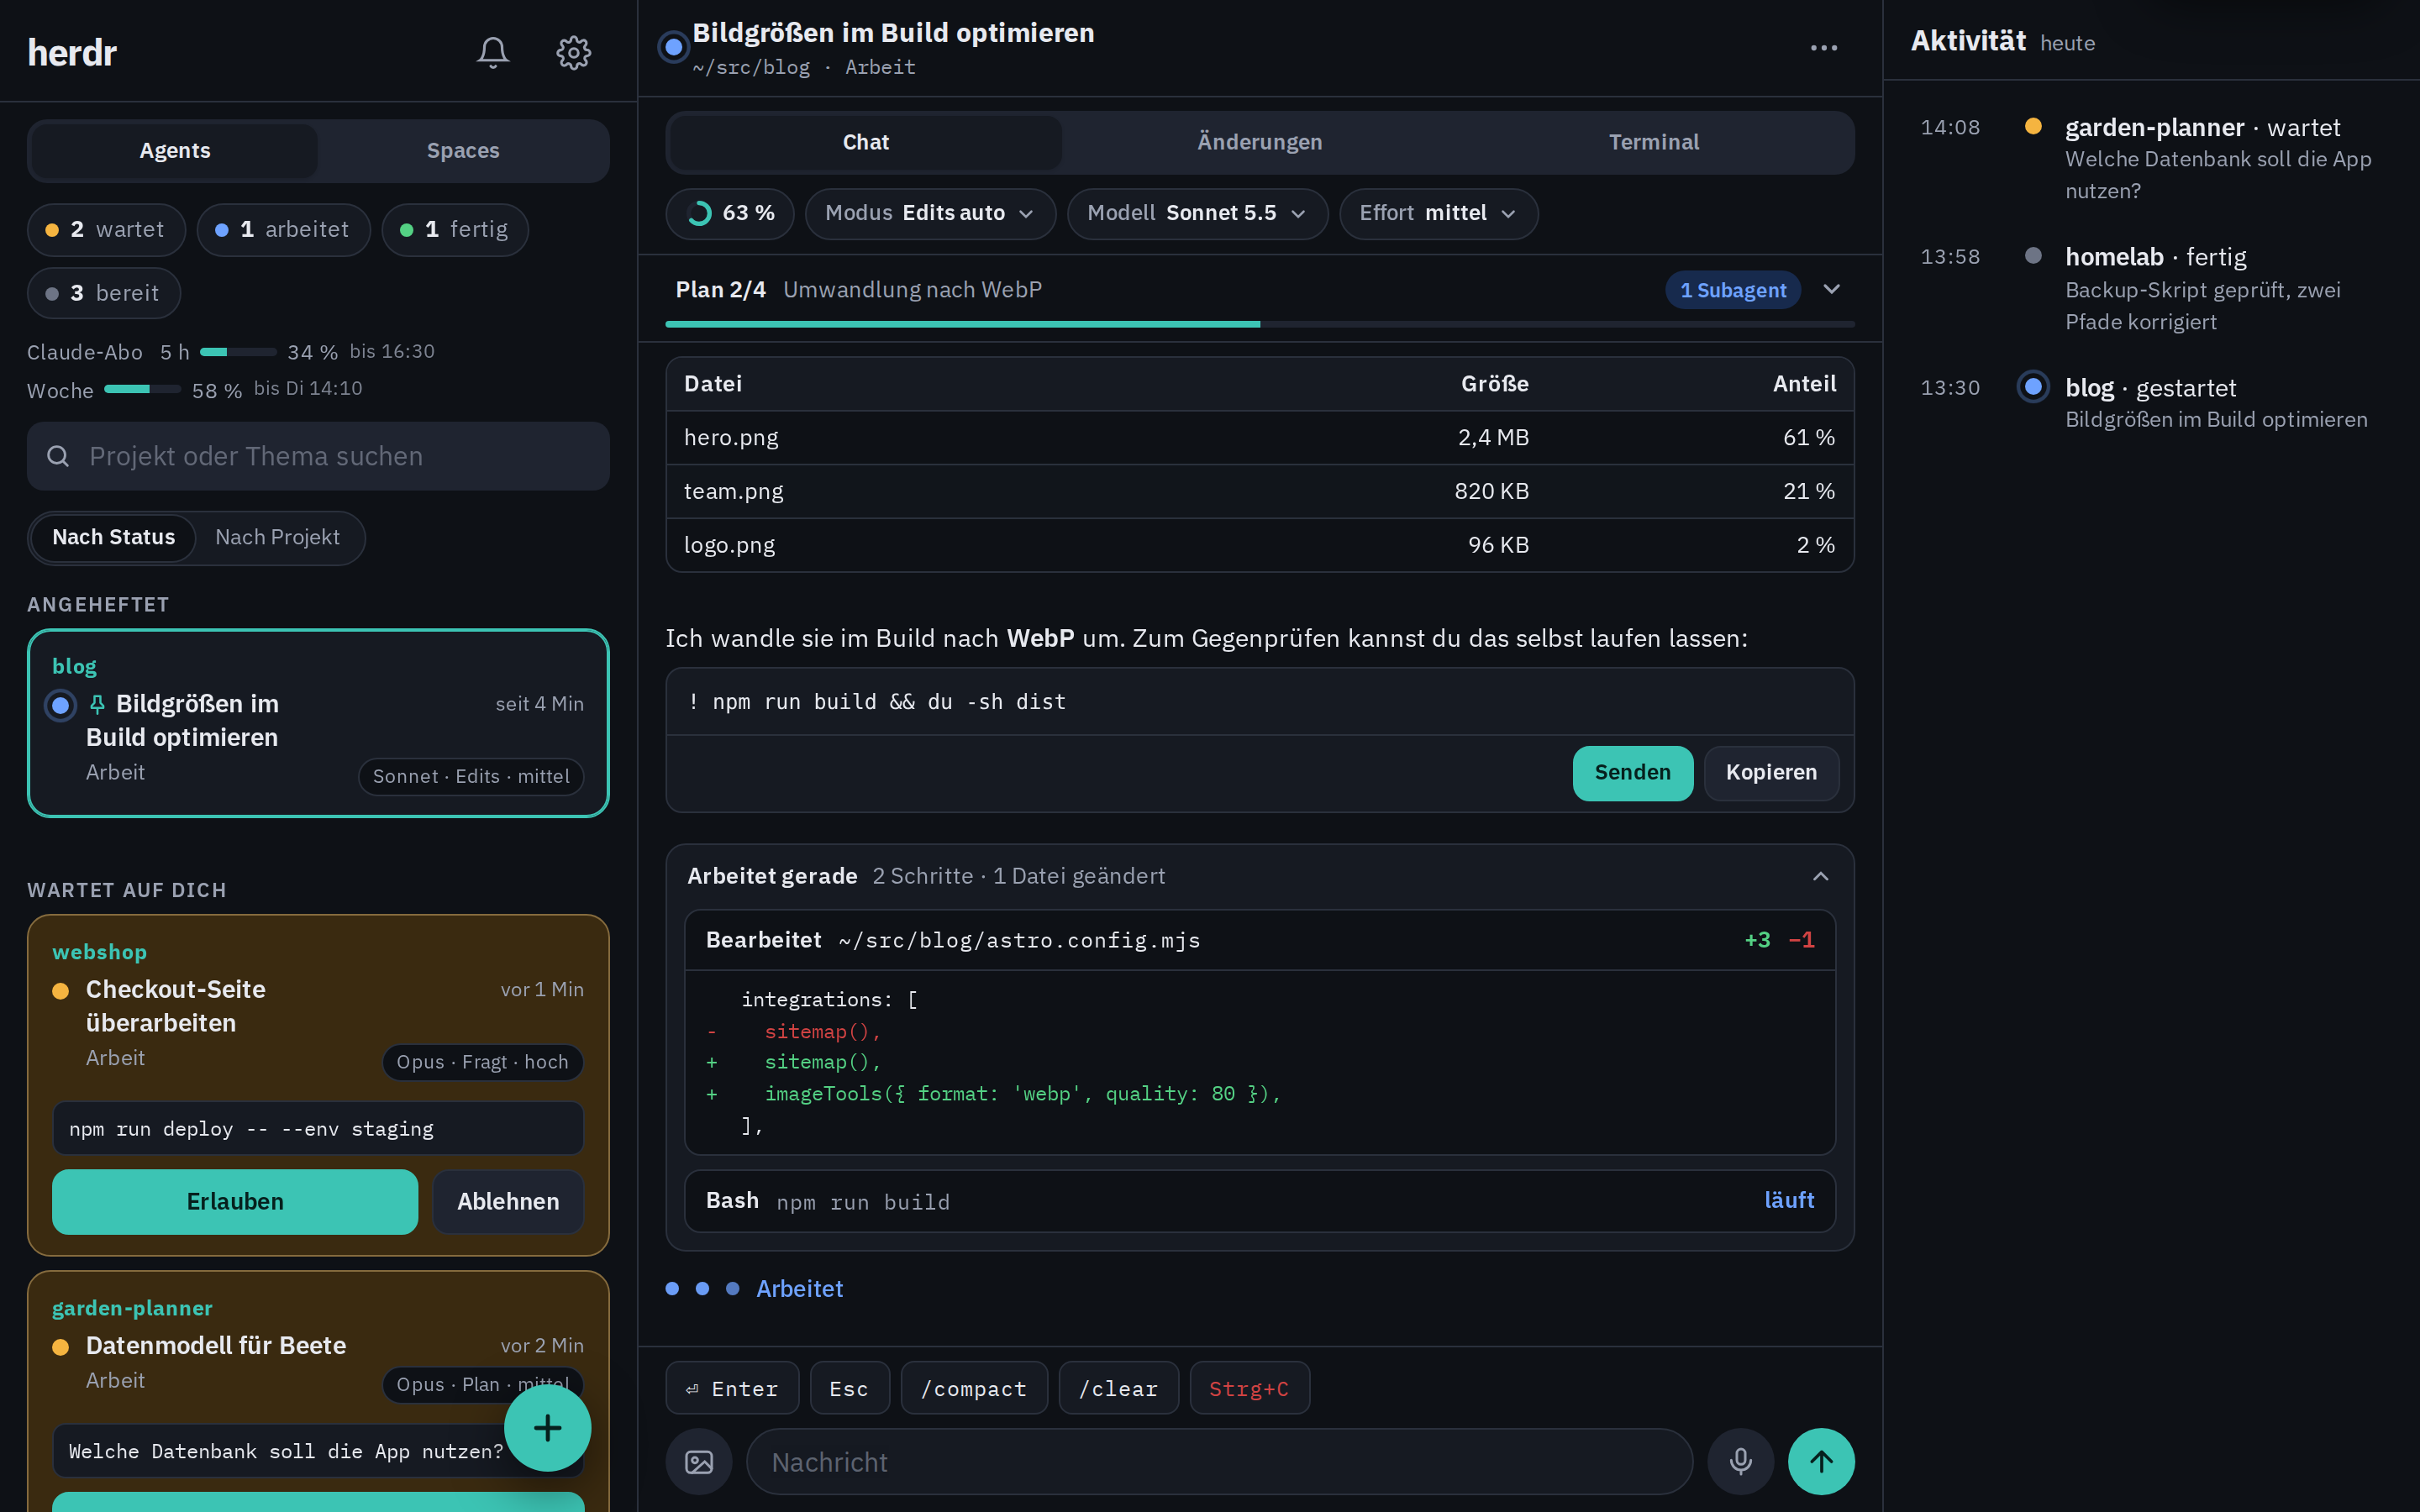 herdr
Agents
Spaces
2 wartet
1 arbeitet
1 fertig
3 bereit
Claude-Abo 5 h 34 % bis 16:30
Woche 58 % bis Di 14:10
Projekt oder Thema suchen
Nach Status
Nach Projekt
ANGEHEFTET
blog
Bildgrößen im
Build optimieren
seit 4 Min
Arbeit
Sonnet · Edits · mittel
WARTET AUF DICH
webshop
Checkout-Seite
überarbeiten
vor 1 Min
Arbeit
Opus · Fragt · hoch
npm run deploy -- --env staging
Erlauben
Ablehnen
garden-planner
Datenmodell für Beete
vor 2 Min
Arbeit
Opus · Plan · mittel
Welche Datenbank soll die App nutzen?
Bildgrößen im Build optimieren
~/src/blog · Arbeit
Chat
Änderungen
Terminal
63 %
Modus Edits auto
Modell Sonnet 5.5
Effort mittel
Plan 2/4 Umwandlung nach WebP
1 Subagent
Datei Größe Anteil
hero.png 2,4 MB 61 %
team.png 820 KB 21 %
logo.png 96 KB 2 %
Ich wandle sie im Build nach WebP um. Zum Gegenprüfen kannst du das selbst laufen lassen:
! npm run build && du -sh dist
Senden
Kopieren
Arbeitet gerade 2 Schritte · 1 Datei geändert
Bearbeitet ~/src/blog/astro.config.mjs +3 −1
integrations: [
- sitemap(),
+ sitemap(),
+ imageTools({ format: 'webp', quality: 80 }),
],
Bash npm run build läuft
Arbeitet
⏎ Enter
Esc
/compact
/clear
Strg+C
Nachricht
Aktivität heute
14:08 garden-planner · wartet
Welche Datenbank soll die App
nutzen?
13:58 homelab · fertig
Backup-Skript geprüft, zwei
Pfade korrigiert
13:30 blog · gestartet
Bildgrößen im Build optimieren